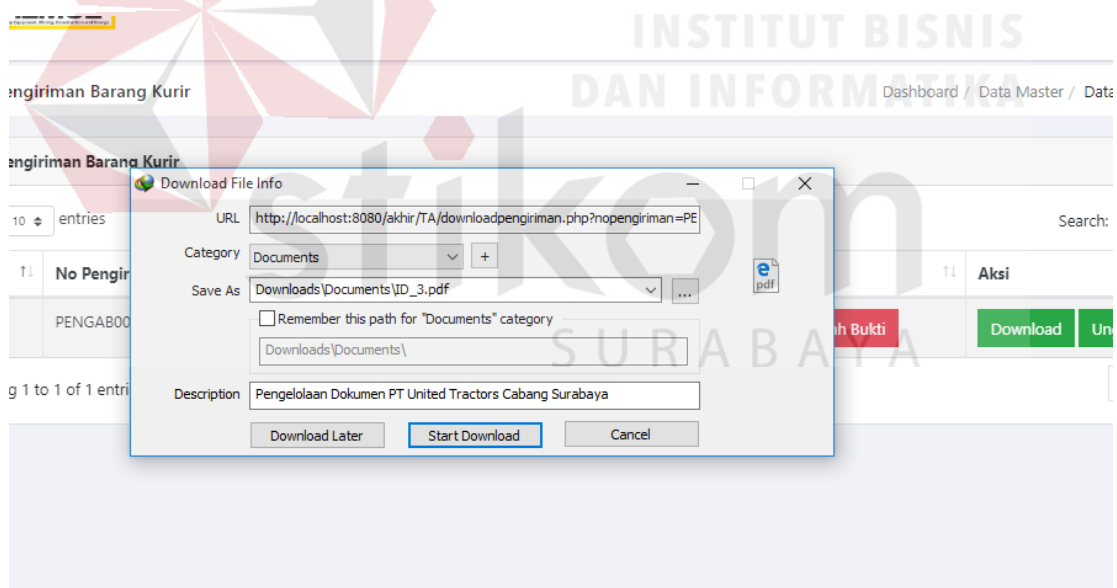 INSTITUT BISNIS
DAN INFORMATIKA
engiriman Barang Kurir
Dashboard / Data Master / Data
engiriman Barang Kurir
Download File Info
URL http://localhost:8080/akhir/TA/downloadpengiriman.php?nopengiriman=PE
10 entries
Search:
Category Documents +
No Pengir
Aksi
Save As Downloads\Documents\ID_3.pdf ...
pdf
stikom
Remember this path for "Documents" category
PENGAB00
ah Bukti
Download
Un
Downloads\Documents\
SURABAYA
g 1 to 1 of 1 entri
Description Pengelolaan Dokumen PT United Tractors Cabang Surabaya
Download Later Start Download Cancel